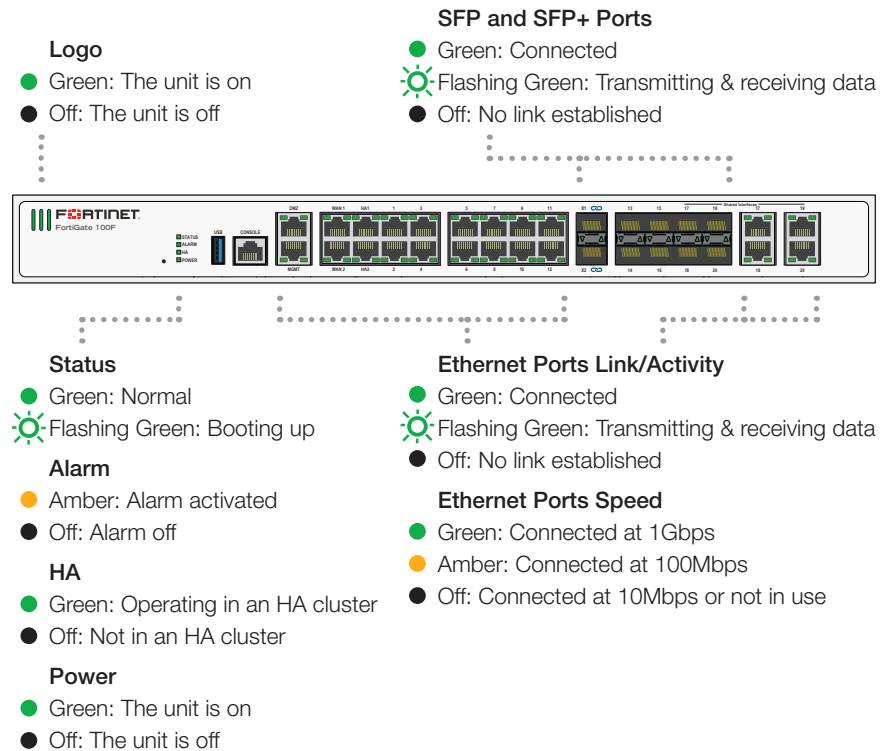 SFP and SFP+ Ports
Green: Connected
Flashing Green: Transmitting & receiving data
Off: No link established
Logo
Green: The unit is on
Off: The unit is off
FORTINET
FortiGate 100F
STATUS
ALARM
HA
POWER
USB
CONSOLE
DMZ
MGMT
WAN 1 HA1 1 3
WAN 2 HA2 2 4
5 7 9 11
6 8 10 12
X1
X2
Shared Interfaces
13 15 17 19
14 16 18 20
17 19
18 20
Status
Green: Normal
Flashing Green: Booting up
Alarm
Amber: Alarm activated
Off: Alarm off
HA
Green: Operating in an HA cluster
Off: Not in an HA cluster
Power
Green: The unit is on
Off: The unit is off
Ethernet Ports Link/Activity
Green: Connected
Flashing Green: Transmitting & receiving data
Off: No link established
Ethernet Ports Speed
Green: Connected at 1Gbps
Amber: Connected at 100Mbps
Off: Connected at 10Mbps or not in use